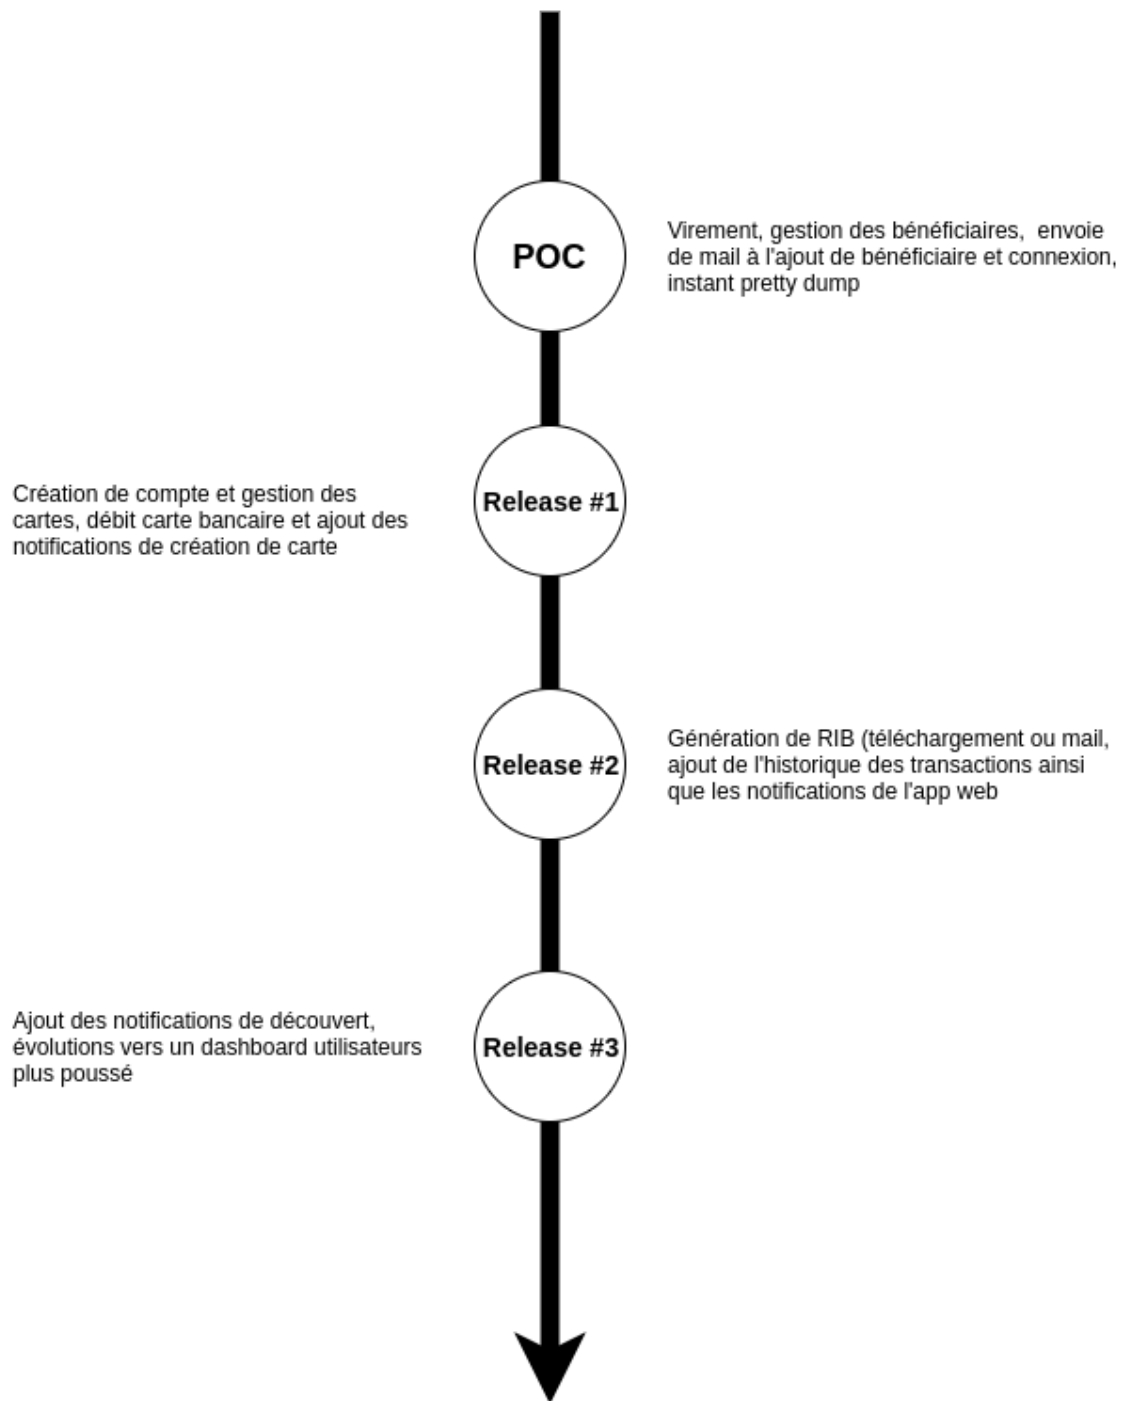 POC
Virement, gestion des bénéficiaires,  envoie
de mail à l'ajout de bénéficiaire et connexion,
instant pretty dump
Release #1
Création de compte et gestion des
cartes, débit carte bancaire et ajout des
notifications de création de carte
Release #2
Génération de RIB (téléchargement ou mail,
ajout de l'historique des transactions ainsi
que les notifications de l'app web
Release #3
Ajout des notifications de découvert,
évolutions vers un dashboard utilisateurs
plus poussé